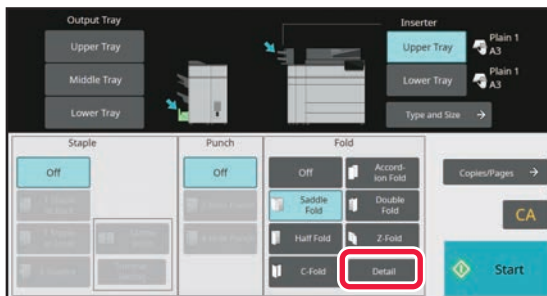 Output Tray
Upper Tray
Middle Tray
Lower Tray
Inserter
Upper Tray
Plain 1
A3
Lower Tray
Plain 1
A3
Type and Size
Staple
Off
Punch
Off
Fold
Off
Accord-
ion Fold
Saddle
Fold
Double
Fold
Half Fold
Z-Fold
C-Fold
Detail
Copies/Pages
CA
Start